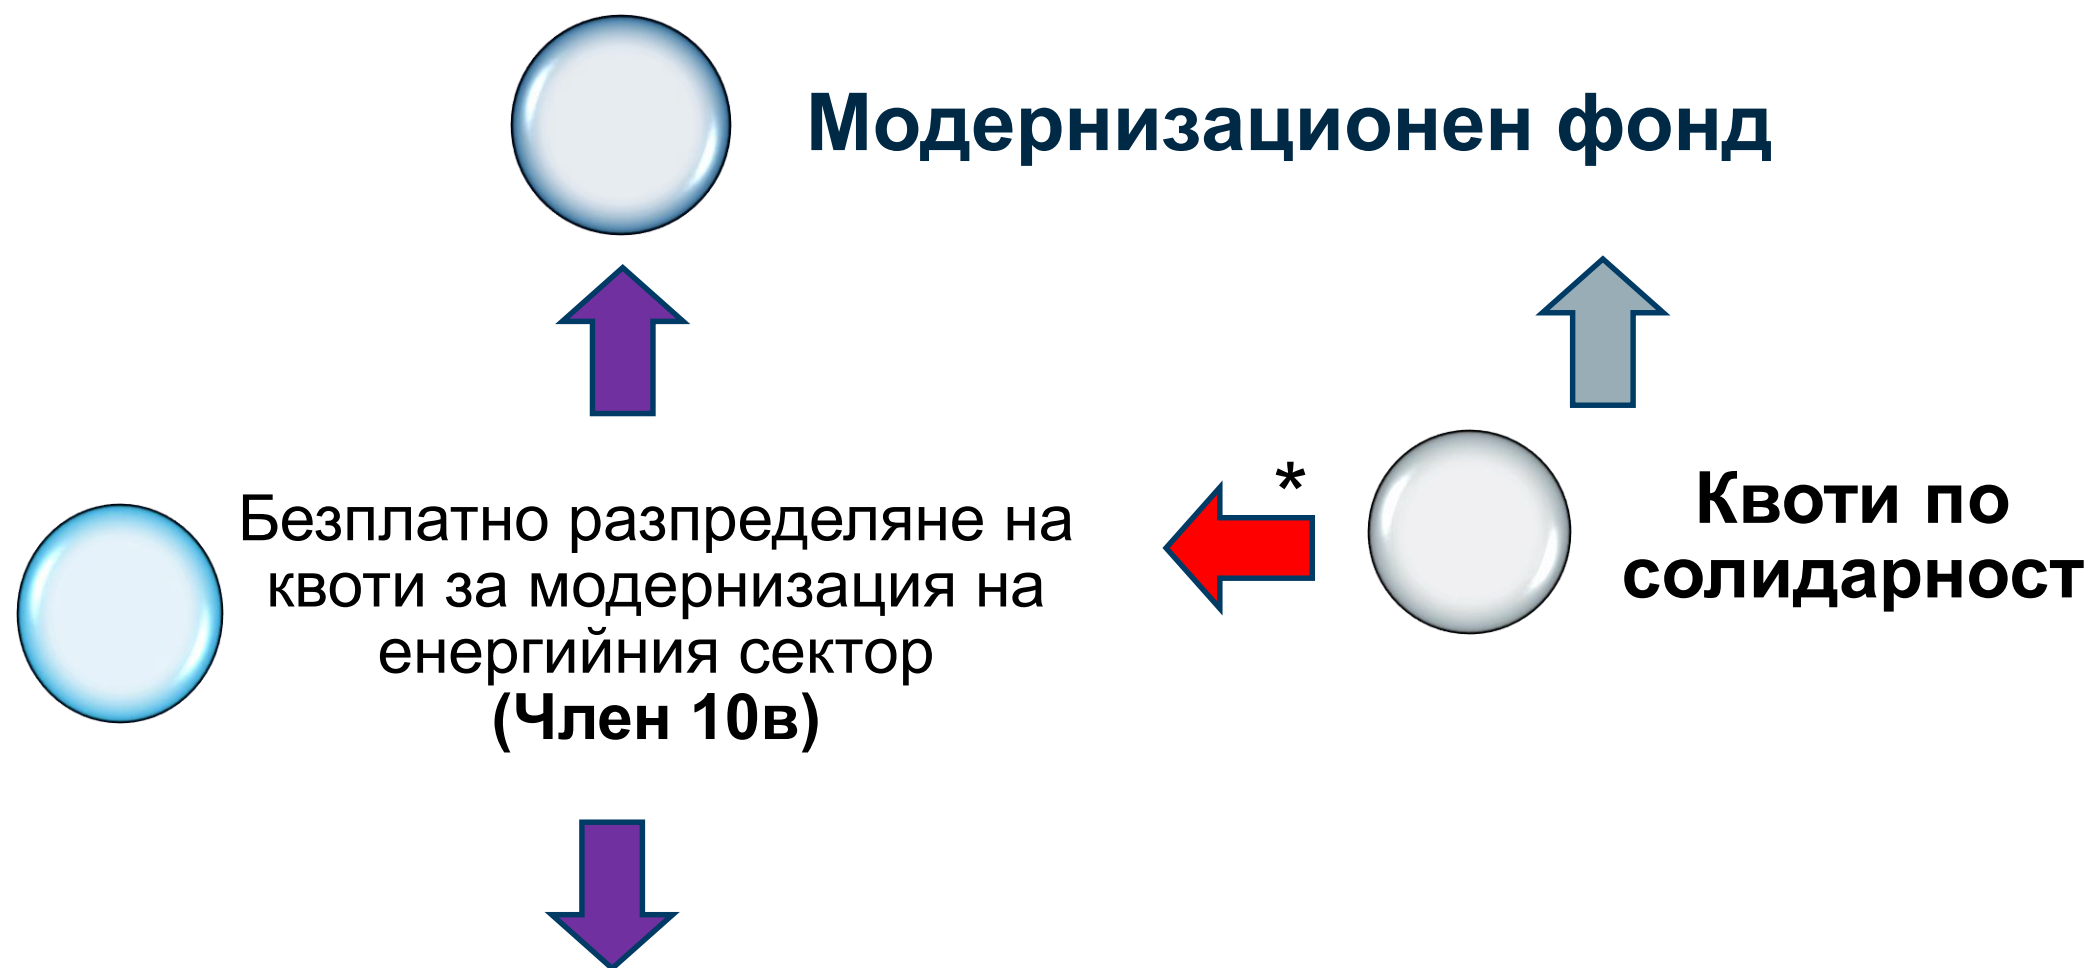 Модернизационен фонд
*
Квоти по
солидарност
Безплатно разпределяне на
квоти за модернизация на
енергийния сектор
(Член 10в)